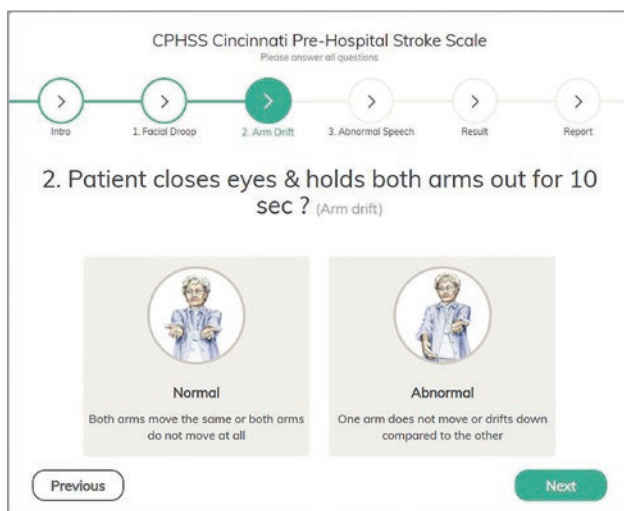 CPHSS Cincinnati Pre-Hospital Stroke Scale
Please answer all questions
Intro
1. Facial Droop
2. Arm Drift
3. Abnormal Speech
Result
Report
2. Patient closes eyes & holds both arms out for 10
sec ? (Arm drift)
Normal
Both arms move the same or both arms
do not move at all
Abnormal
One arm does not move or drifts down
compared to the other
Previous
Next